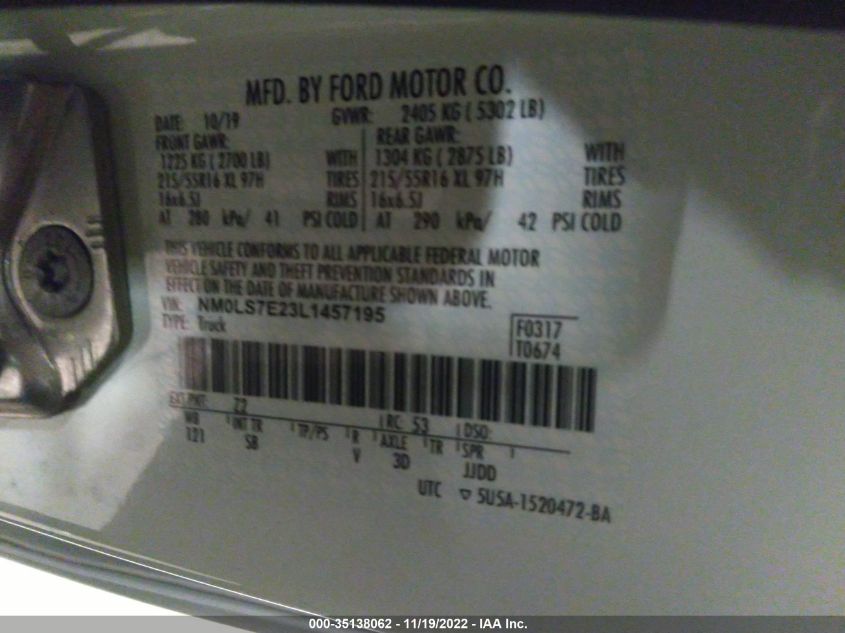 MFD. BY FORD MOTOR CO.
DATE: 10/19 GVWR: 2405 KG ( 5302 LB)
FRONT GAWR: REAR GAWR:
1225 KG ( 2700 LB) WITH 1304 KG ( 2875 LB) WITH
215/55R16 XL 97H TIRES 215/55R16 XL 97H TIRES
16x6.5J RIMS 16x6.5J RIMS
AT 280 kPa/ 41 PSI COLD AT 290 kPa/ 42 PSI COLD
THIS VEHICLE CONFORMS TO ALL APPLICABLE FEDERAL MOTOR
VEHICLE SAFETY AND THEFT PREVENTION STANDARDS IN
EFFECT ON THE DATE OF MANUFACTURE SHOWN ABOVE.
VIN: NM0LS7E23L1457195
TYPE: Truck
F0317
T0674
EXT PNT: Z2 RC: 53 DSO:
WB INT TR TP/PS R AXLE TR SPR
121 SB V 3D JJDD
UTC ▽ 5USA-1520472-BA
000-35138062 - 11/19/2022 - IAA Inc.